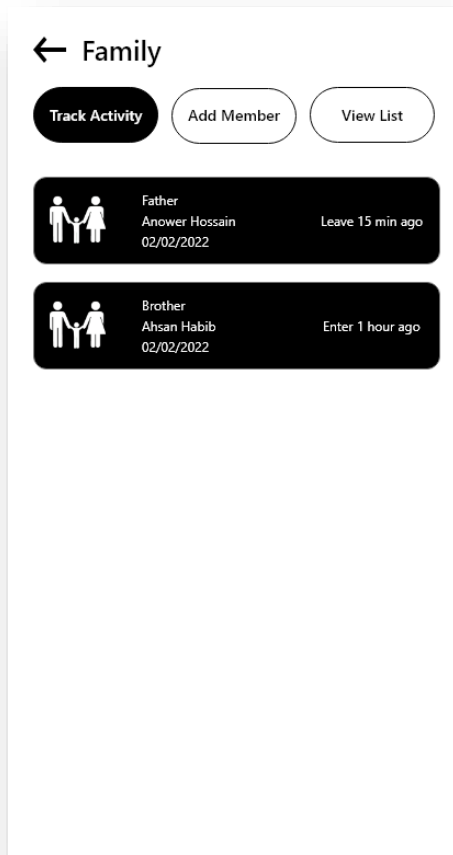 Family
Track Activity
Add Member
View List
Father
Anower Hossain
Leave 15 min ago
02/02/2022
Brother
Ahsan Habib
Enter 1 hour ago
02/02/2022